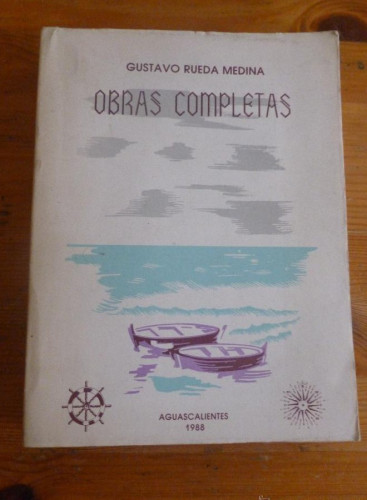 GUSTAVO RUEDA MEDINA
OBRAS COMPLETAS
AGUASCALIENTES
1988